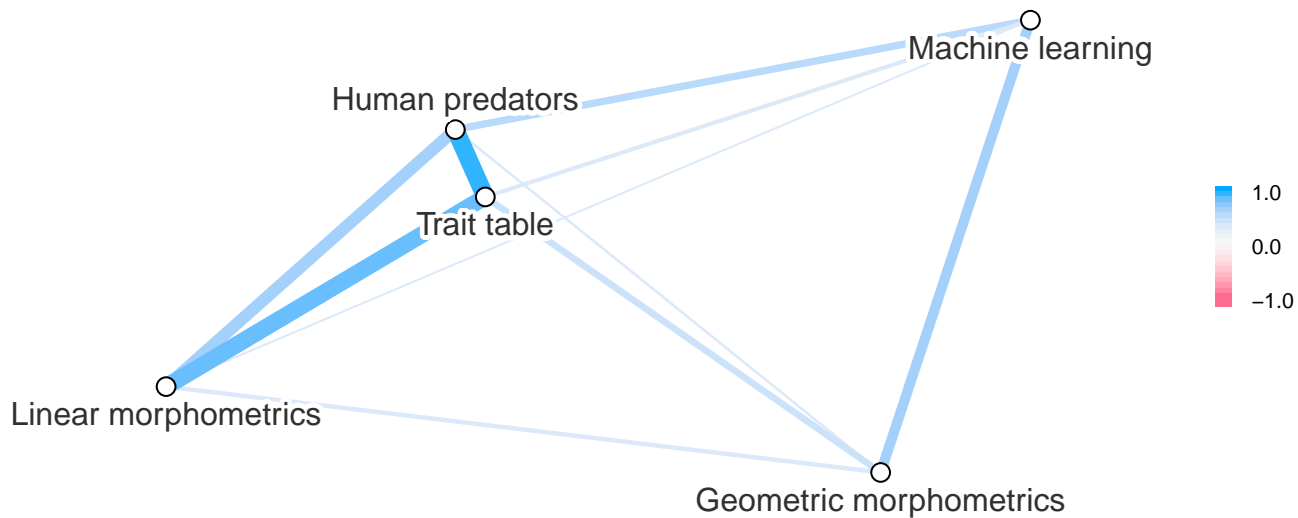 Machine learning
Human predators
Trait table
Linear morphometrics
Geometric morphometrics
1.0
0.0
−1.0